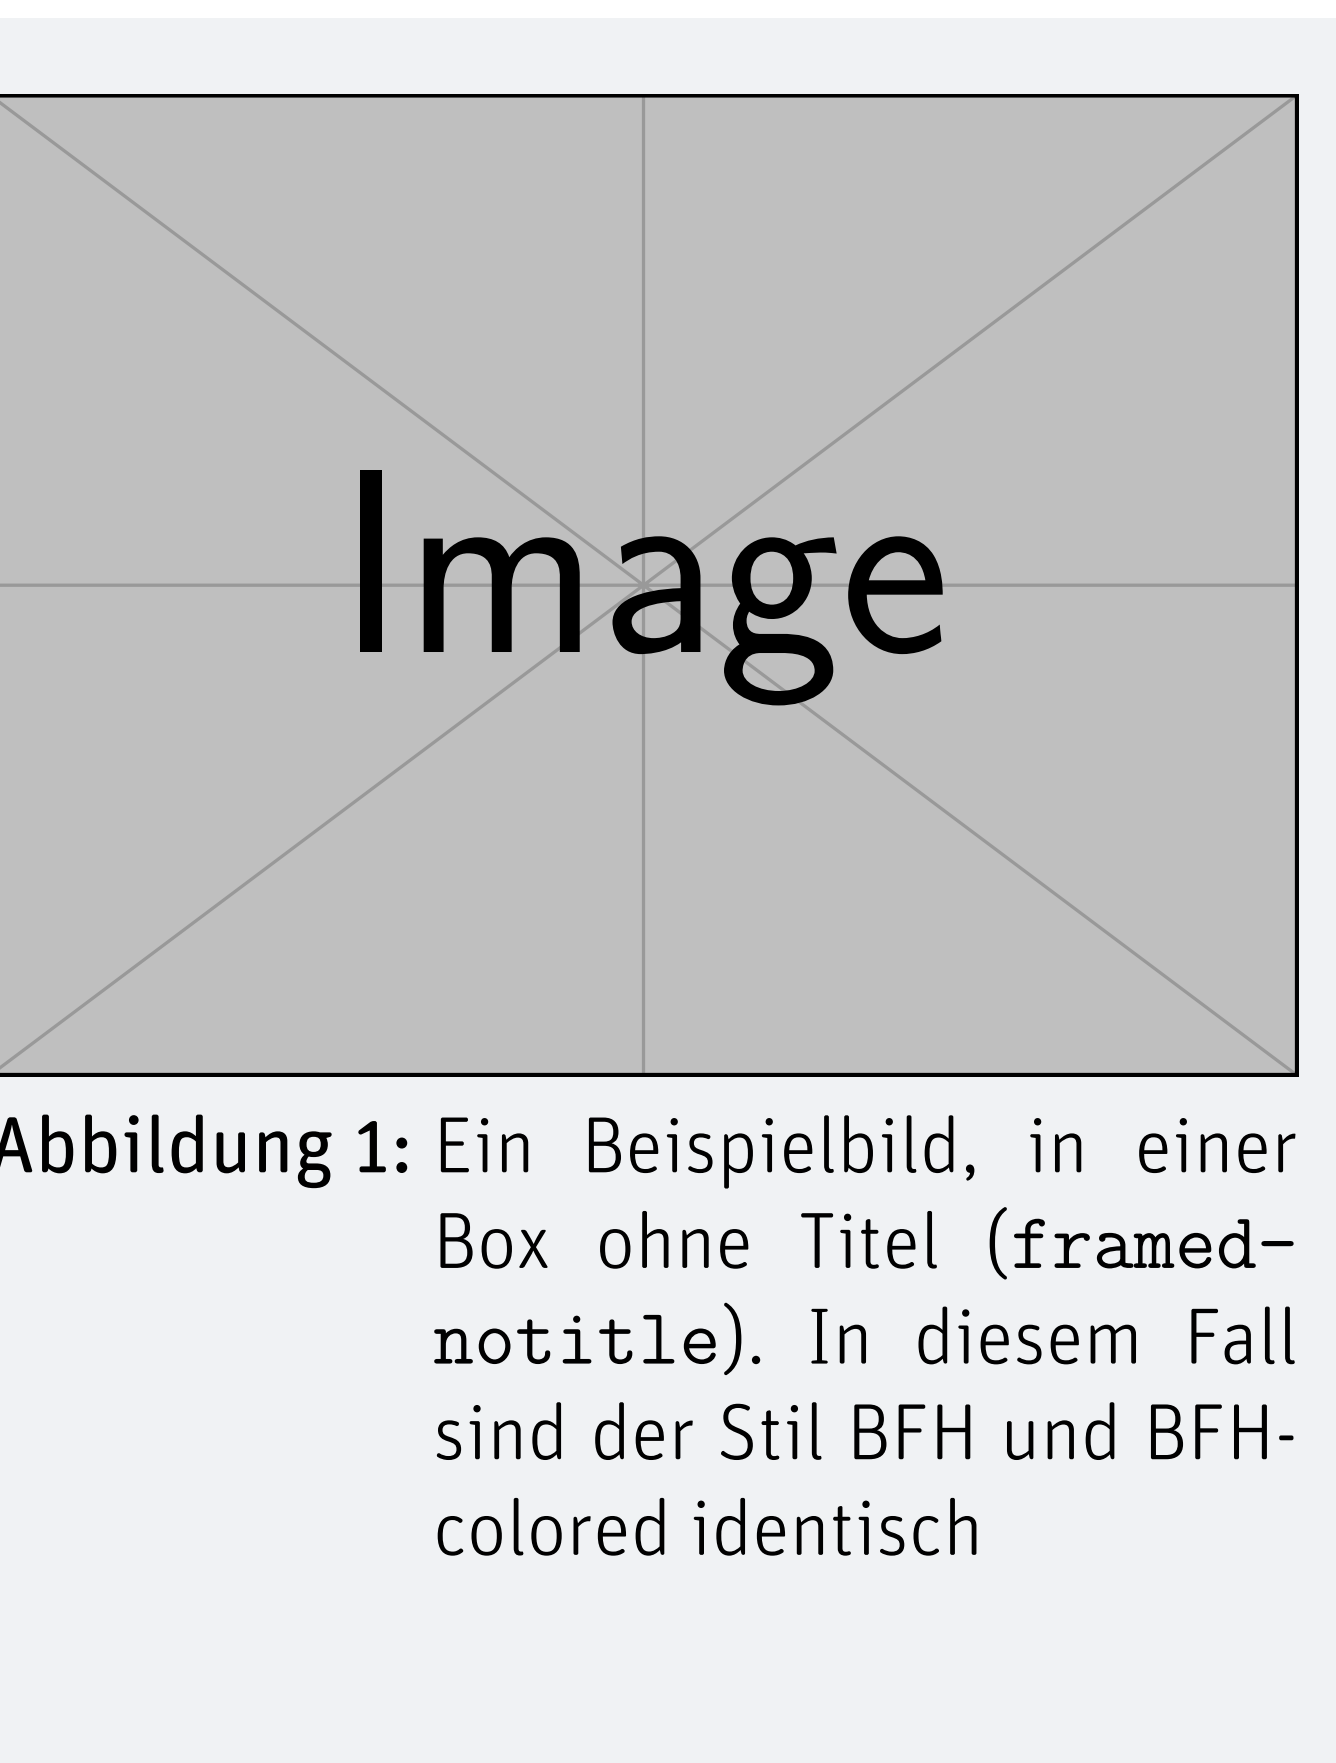 Image
Abbildung 1: Ein Beispielbild, in einer
Box ohne Titel (framed-
notitle). In diesem Fall
sind der Stil BFH und BFH-
colored identisch